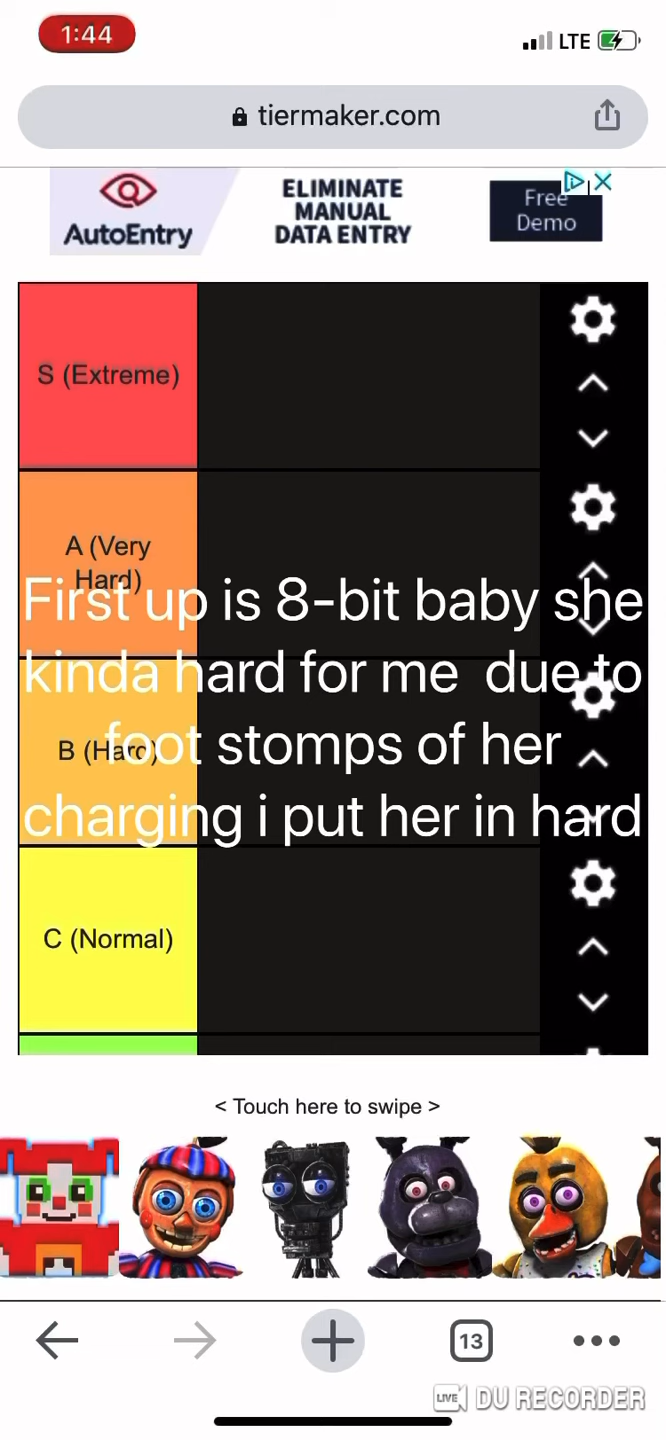 1:44
LTE
tiermaker.com
AutoEntry
ELIMINATE
MANUAL
DATA ENTRY
Free
Demo
S (Extreme)
A (Very
Hard)
First up is 8-bit baby she
kinda hard for me  due to
B (Hard)
foot stomps of her
charging i put her in hard
C (Normal)
< Touch here to swipe >
13
LIVE DU RECORDER